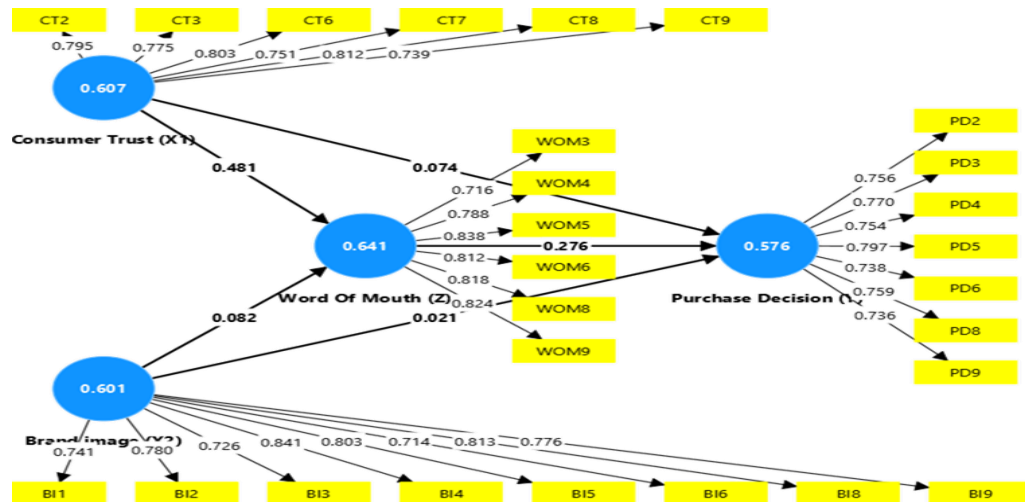 CT2 CT3 CT6 CT7 CT8 CT9
0.795 0.775 0.803 0.751 0.812 0.739
0.607
Consumer Trust (X1)
0.481
0.074
WOM3
WOM4
WOM5
WOM6
WOM8
WOM9
0.716
0.788
0.838
0.812
0.818
0.824
0.641
Word Of Mouth (Z)
0.276
0.576
Purchase Decision (Y)
PD2
PD3
PD4
PD5
PD6
PD8
PD9
0.756
0.770
0.754
0.797
0.738
0.759
0.736
0.082
0.021
0.601
Brand image (X2)
0.741 0.780 0.726 0.841 0.803 0.714 0.813 0.776
BI1 BI2 BI3 BI4 BI5 BI6 BI8 BI9